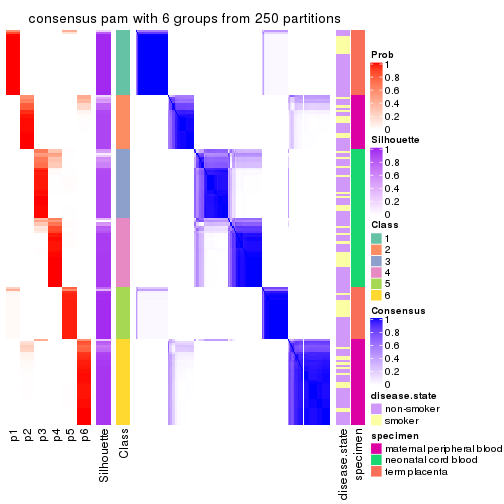 consensus pam with 6 groups from 250 partitions
p1
p2
p3
p4
p5
p6
Silhouette
Class
disease.state
specimen
Prob
1
0.8
0.6
0.4
0.2
0
Silhouette
1
0.8
0.6
0.4
0.2
0
Class
1
2
3
4
5
6
Consensus
1
0.8
0.6
0.4
0.2
0
disease.state
non-smoker
smoker
specimen
maternal peripheral blood
neonatal cord blood
term placenta